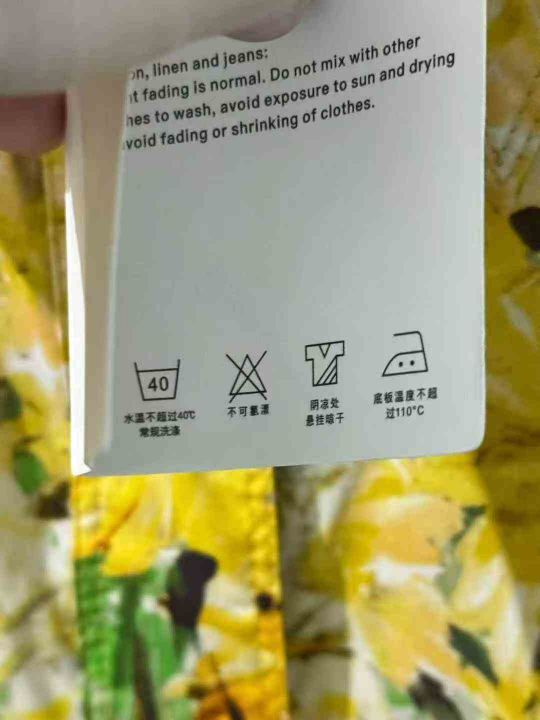 linen and jeans:
fading is normal. Do not mix with other
to wash, avoid exposure to sun and drying
fading or shrinking of clothes.
40
水温不超过40℃
常规洗涤
不可氯漂
阴凉处
悬挂晾干
底板温度不超
过110°C